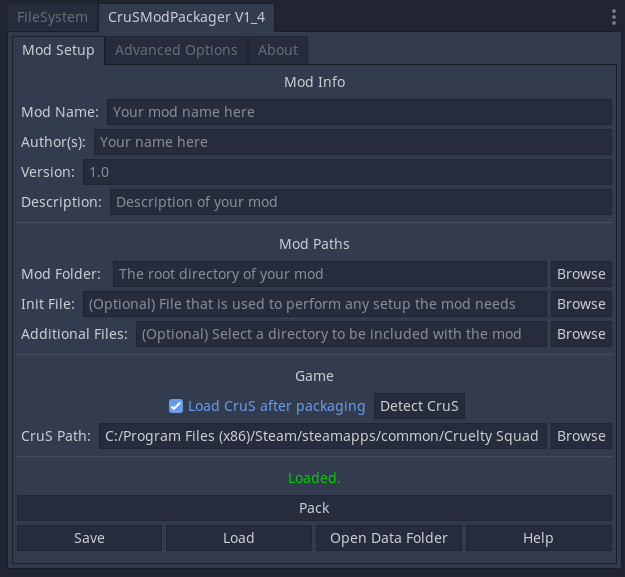 FileSystem CruSModPackager V1_4
Mod Setup Advanced Options About
Mod Info
Mod Name: Your mod name here
Author(s): Your name here
Version: 1.0
Description: Description of your mod
Mod Paths
Mod Folder: The root directory of your mod Browse
Init File: (Optional) File that is used to perform any setup the mod needs Browse
Additional Files: (Optional) Select a directory to be included with the mod Browse
Game
Load CruS after packaging Detect CruS
CruS Path: C:/Program Files (x86)/Steam/steamapps/common/Cruelty Squad Browse
Loaded.
Pack
Save Load Open Data Folder Help